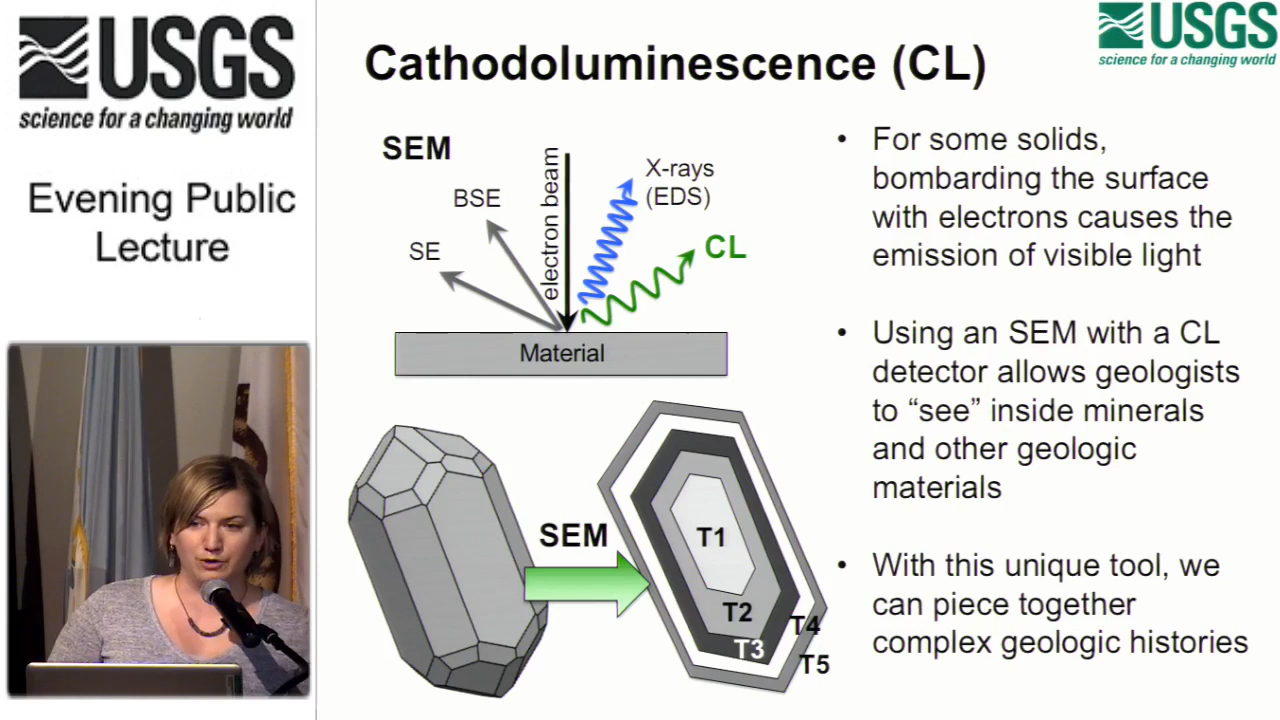 USGS
science for a changing world
Evening Public
Lecture
Cathodoluminescence (CL)
USGS
science for a changing world
SEM
BSE
SE
electron beam
X-rays
(EDS)
CL
Material
SEM
T1
T2
T3
T4
T5
• For some solids,
bombarding the surface
with electrons causes the
emission of visible light
• Using an SEM with a CL
detector allows geologists
to “see” inside minerals
and other geologic
materials
• With this unique tool, we
can piece together
complex geologic histories